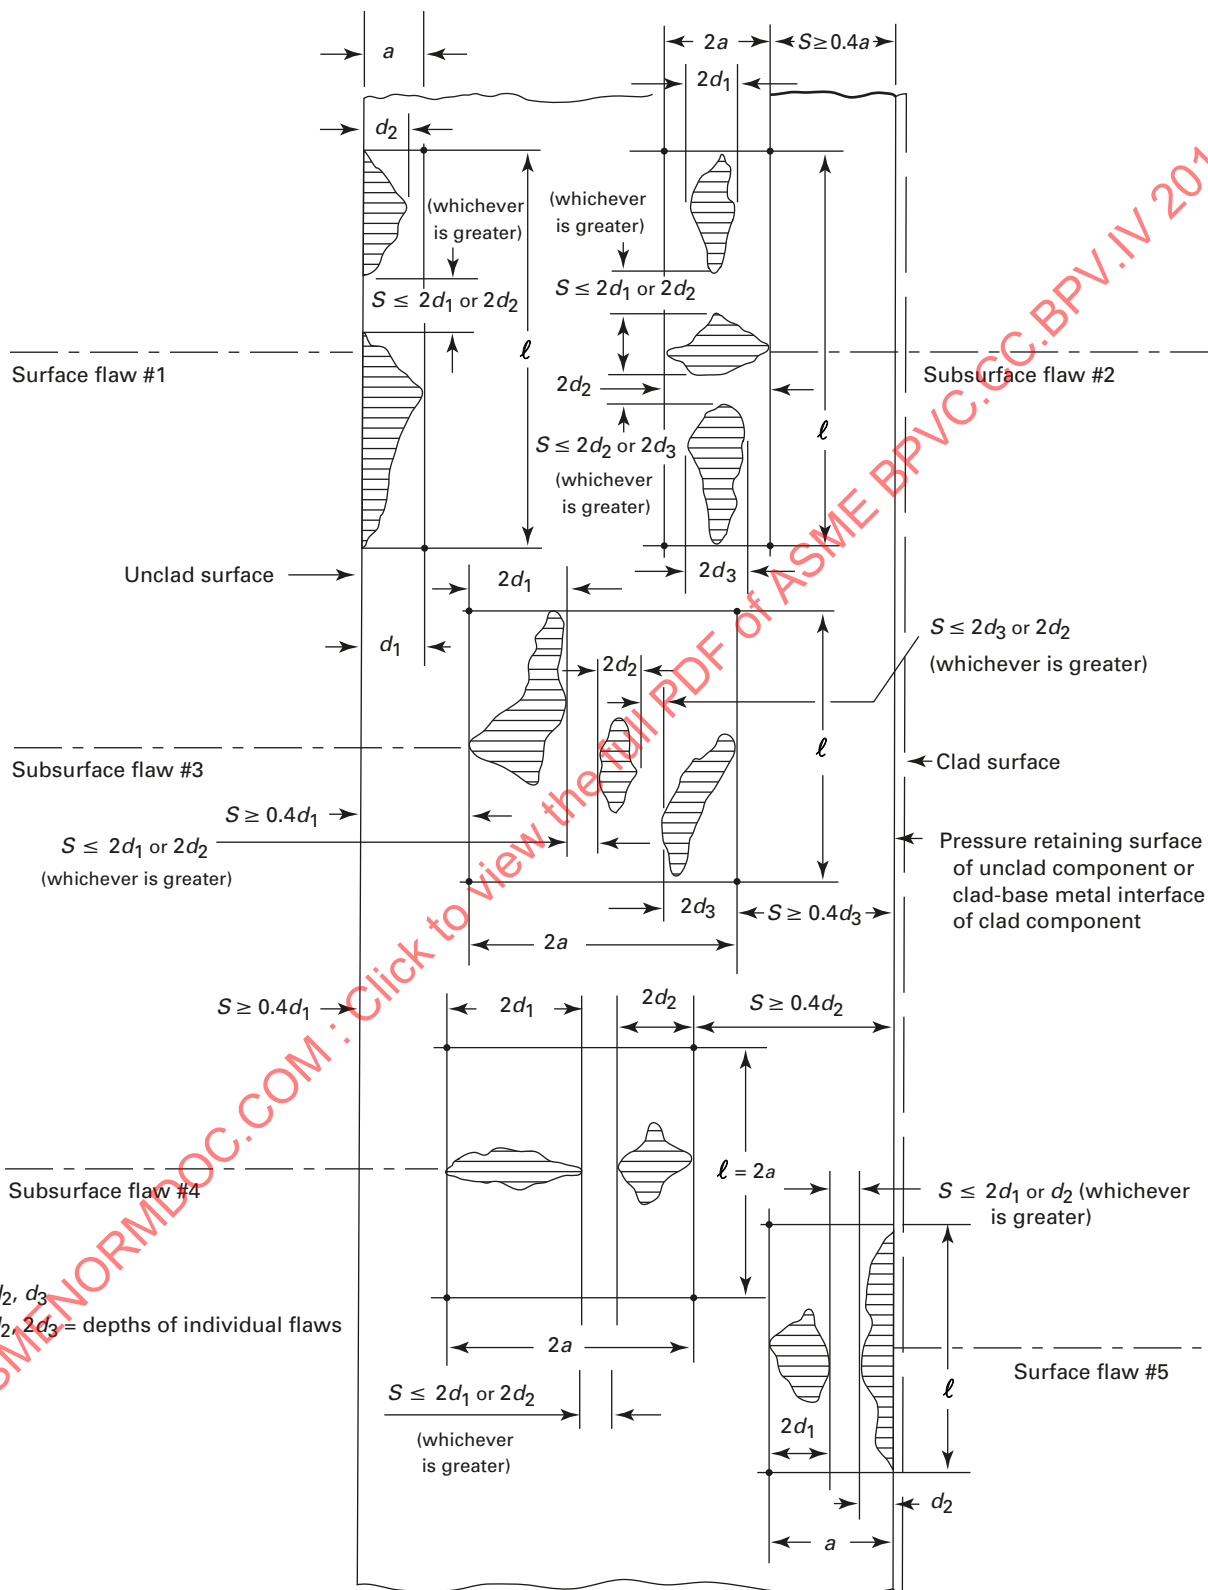 a
2a
S ≥ 0.4a
2d1
d2
(whichever
is greater)
(whichever
is greater)
S ≤ 2d1 or 2d2
S ≤ 2d1 or 2d2
ℓ
Surface flaw #1
Subsurface flaw #2
2d2
ℓ
S ≤ 2d2 or 2d3
(whichever
is greater)
Unclad surface
2d1
2d3
d1
S ≤ 2d3 or 2d2
(whichever is greater)
2d2
ℓ
Subsurface flaw #3
Clad surface
S ≥ 0.4d1
S ≤ 2d1 or 2d2
(whichever is greater)
Pressure retaining surface
of unclad component or
clad-base metal interface
of clad component
2d3
S ≥ 0.4d3
2a
S ≥ 0.4d1
2d1
2d2
S ≥ 0.4d2
ℓ = 2a
Subsurface flaw #4
S ≤ 2d1 or d2 (whichever
is greater)
d2, d3
d2, 2d3 = depths of individual flaws
2a
Surface flaw #5
ℓ
S ≤ 2d1 or 2d2
(whichever
is greater)
2d1
d2
a
SMENORMDOC.COM : Click to view the full PDF of ASME BPVC.CC.BPV.IV 201